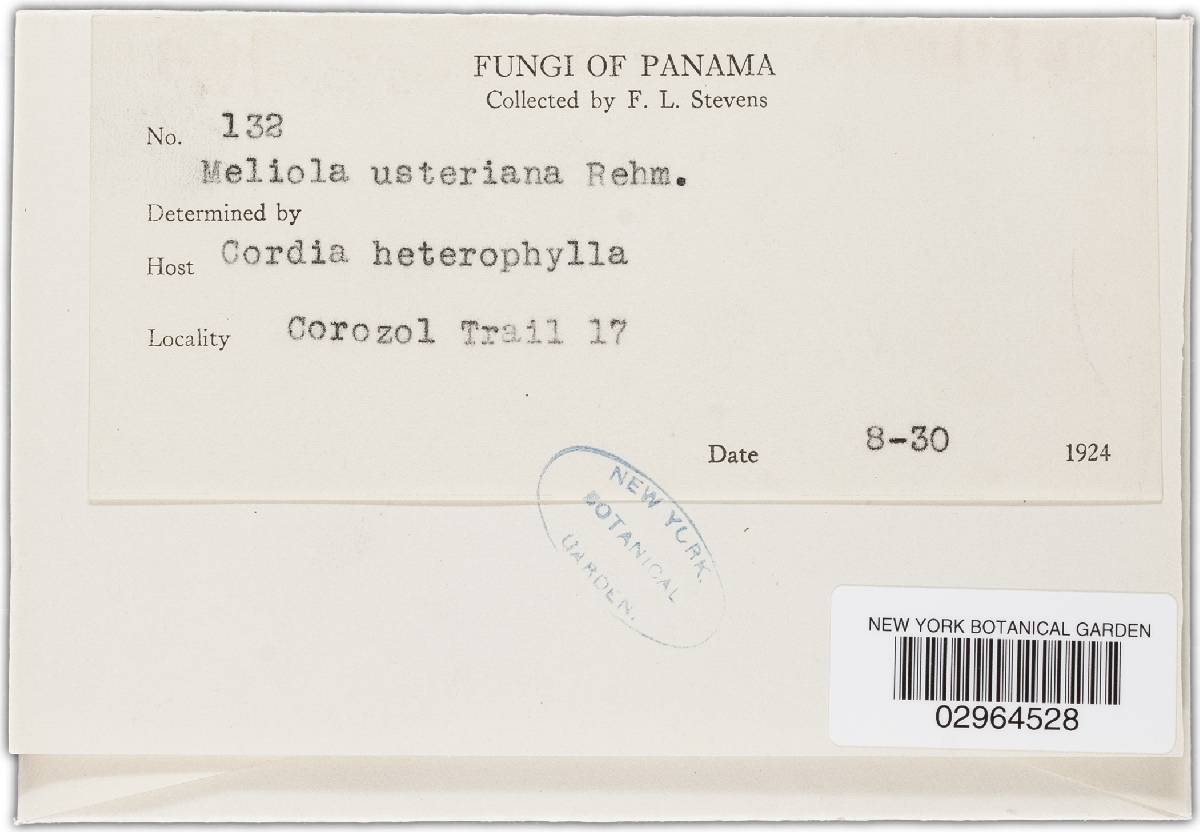 FUNGI OF PANAMA
Collected by F. L. Stevens
No. 132
Meliola usteriana Rehm.
Determined by
Host Cordia heterophylla
Locality Corozol Trail 17
Date 8-30 1924
NEW YORK
BOTANICAL
GARDEN.
NEW YORK BOTANICAL GARDEN
02964528